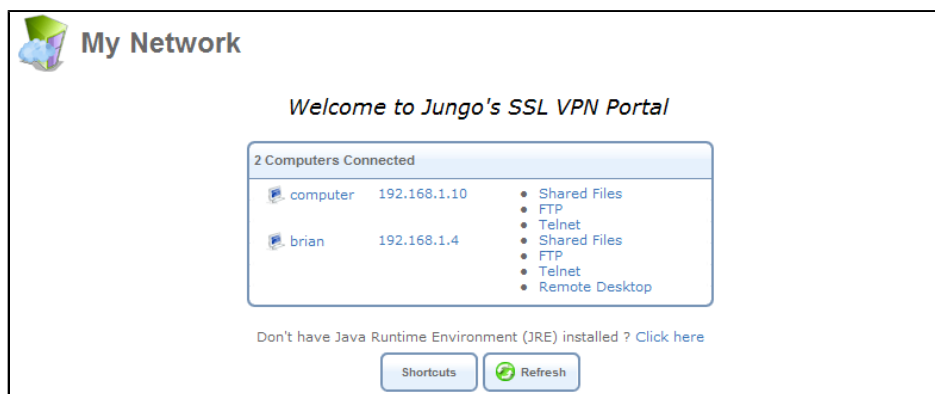 My Network
Welcome to Jungo's SSL VPN Portal
2 Computers Connected
computer 192.168.1.10 • Shared Files
• FTP
• Telnet
brian 192.168.1.4 • Shared Files
• FTP
• Telnet
• Remote Desktop
Don't have Java Runtime Environment (JRE) installed ? Click here
Shortcuts Refresh